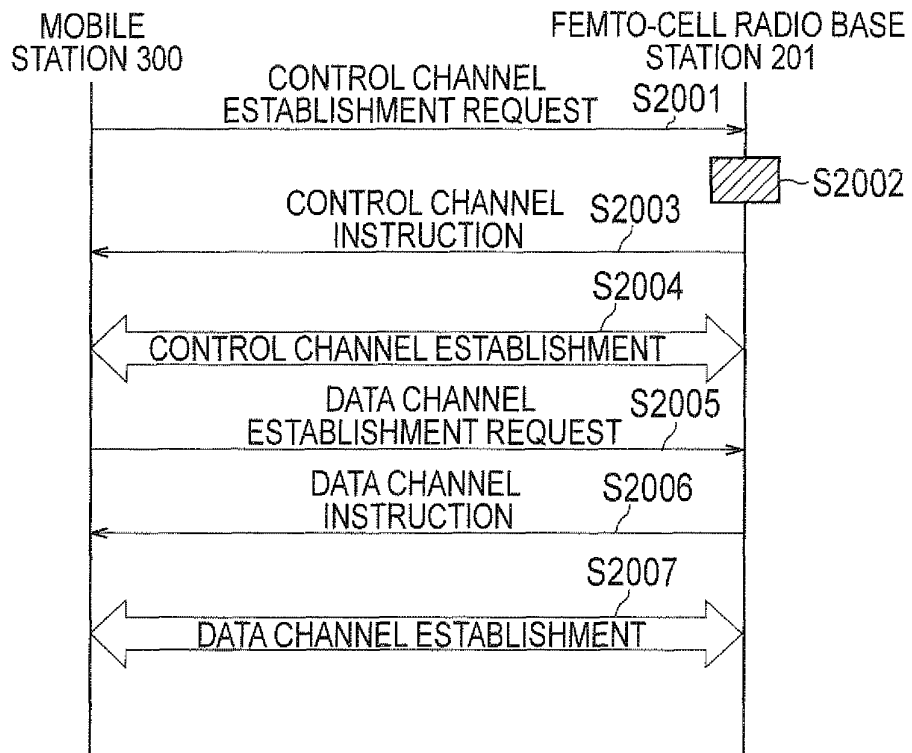 MOBILE
STATION 300
FEMTO-CELL RADIO BASE
STATION 201
CONTROL CHANNEL
ESTABLISHMENT REQUEST
S2001
S2002
CONTROL CHANNEL
INSTRUCTION
S2003
S2004
CONTROL CHANNEL ESTABLISHMENT
DATA CHANNEL
ESTABLISHMENT REQUEST
S2005
DATA CHANNEL
INSTRUCTION
S2006
S2007
DATA CHANNEL ESTABLISHMENT